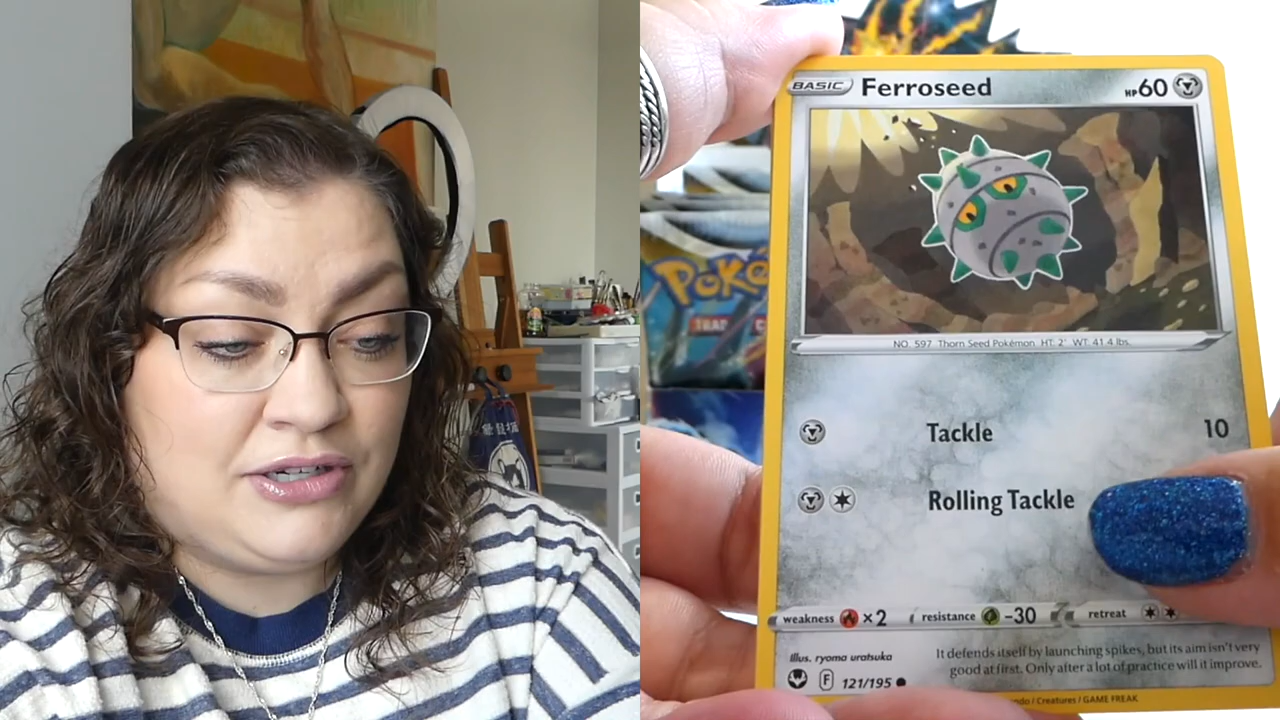 BASIC Ferroseed HP60
POKé
TRAD
NO. 597 Thorn Seed Pokémon HT: 2' WT: 41.4 lbs.
Tackle 10
Rolling Tackle
weakness ×2 resistance -30 retreat
Illus. ryoma uratsuka
It defends itself by launching spikes, but its aim isn't very
good at first. Only after a lot of practice will it improve.
F 121/195
/ Creatures / GAME FREAK